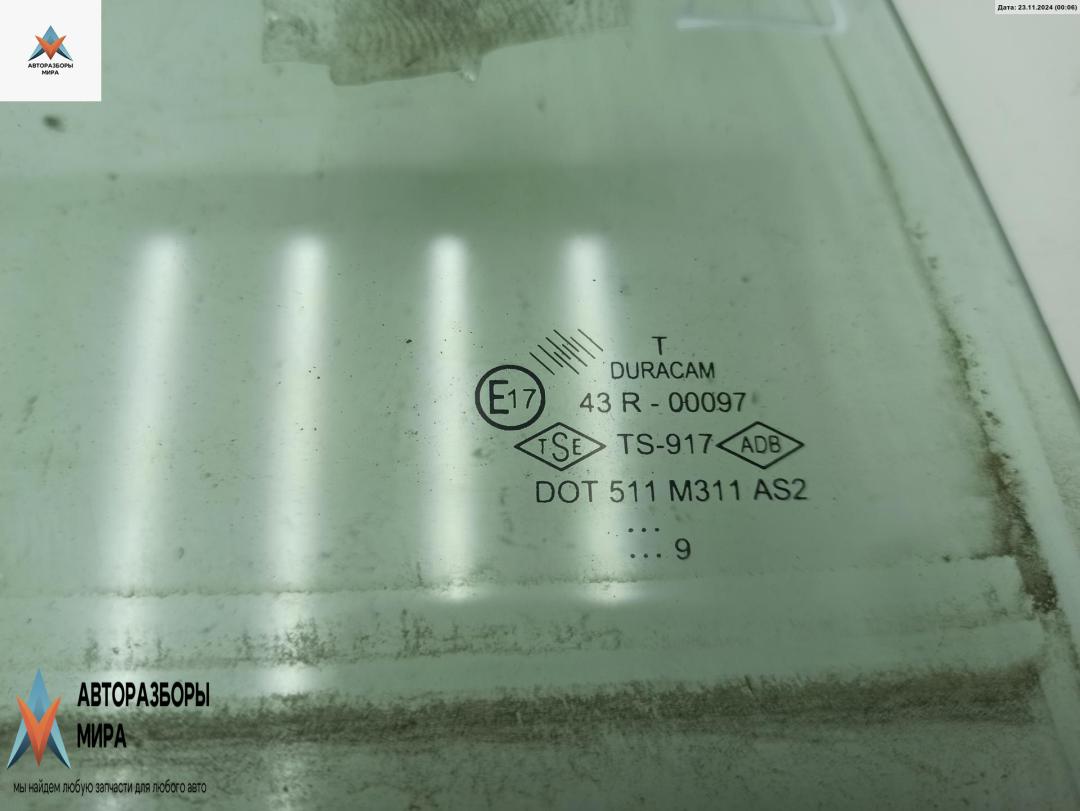 Дата: 23.11.2024 (00:06)
АВТОРАЗБОРЫ
МИРА
T
DURACAM
E17
43 R - 00097
TSE TS-917 ADB
DOT 511 M311 AS2
...
... 9
АВТОРАЗБОРЫ
МИРА
мы найдем любую запчасти для любого авто